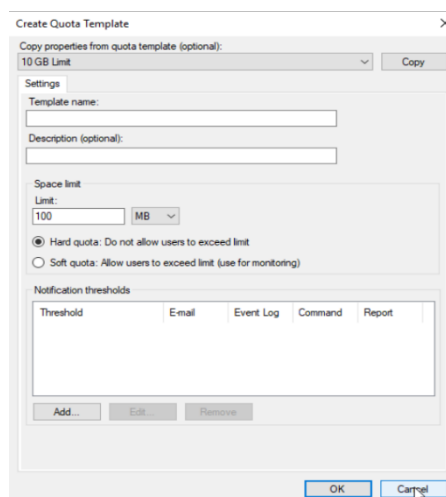 Create Quota Template
Copy properties from quota template (optional):
10 GB Limit
Copy
Settings
Template name:
Description (optional):
Space limit
Limit:
100 MB
Hard quota: Do not allow users to exceed limit
Soft quota: Allow users to exceed limit (use for monitoring)
Notification thresholds
Threshold E-mail Event Log Command Report
Add... Edit... Remove
OK Cancel